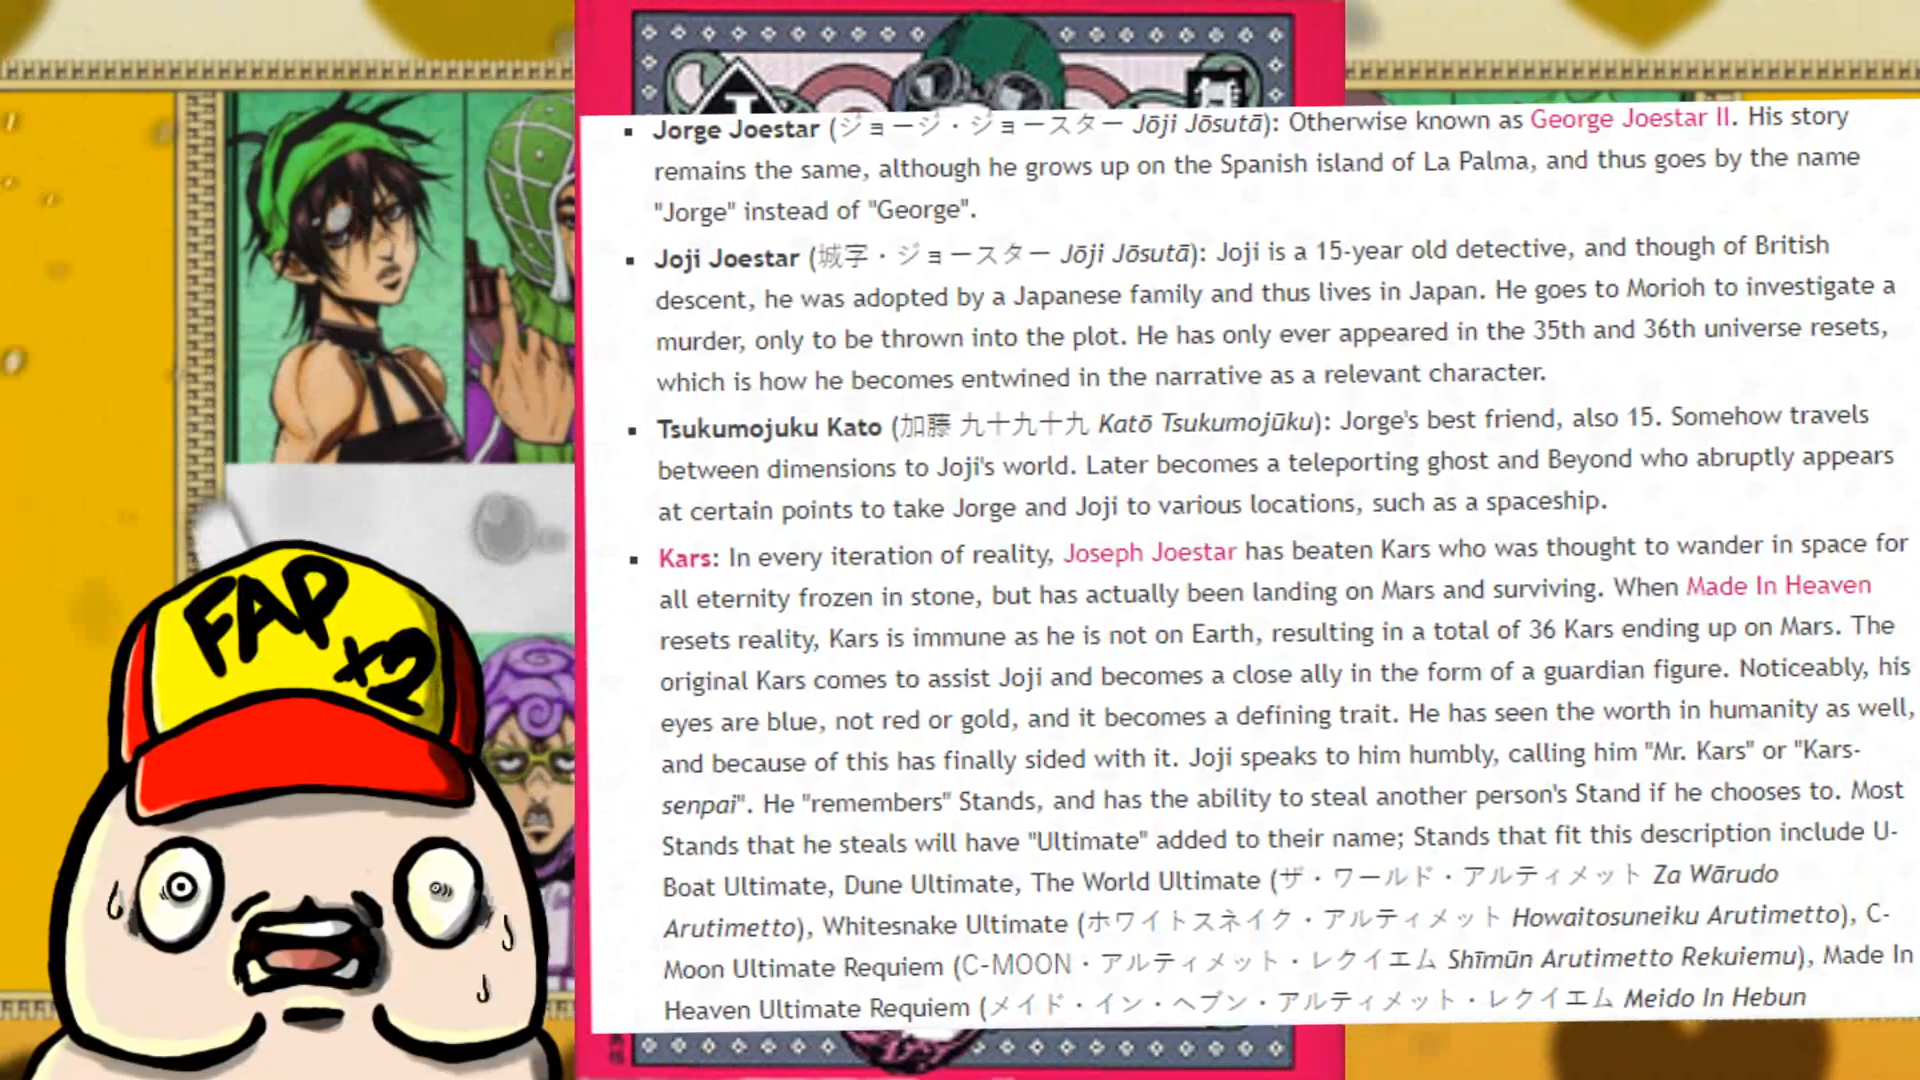 Jorge Joestar (ジョージ・ジョースター Jōji Jōsutā): Otherwise known as George Joestar II. His story
remains the same, although he grows up on the Spanish island of La Palma, and thus goes by the name
"Jorge" instead of "George".
Joji Joestar (城字・ジョースター Jōji Jōsutā): Joji is a 15-year old detective, and though of British
descent, he was adopted by a Japanese family and thus lives in Japan. He goes to Morioh to investigate a
murder, only to be thrown into the plot. He has only ever appeared in the 35th and 36th universe resets,
which is how he becomes entwined in the narrative as a relevant character.
Tsukumojuku Kato (加藤 九十九十九 Katō Tsukumojūku): Jorge's best friend, also 15. Somehow travels
between dimensions to Joji's world. Later becomes a teleporting ghost and Beyond who abruptly appears
at certain points to take Jorge and Joji to various locations, such as a spaceship.
Kars: In every iteration of reality, Joseph Joestar has beaten Kars who was thought to wander in space for
all eternity frozen in stone, but has actually been landing on Mars and surviving. When Made In Heaven
resets reality, Kars is immune as he is not on Earth, resulting in a total of 36 Kars ending up on Mars. The
original Kars comes to assist Joji and becomes a close ally in the form of a guardian figure. Noticeably, his
eyes are blue, not red or gold, and it becomes a defining trait. He has seen the worth in humanity as well,
and because of this has finally sided with it. Joji speaks to him humbly, calling him "Mr. Kars" or "Kars-
senpai". He "remembers" Stands, and has the ability to steal another person's Stand if he chooses to. Most
Stands that he steals will have "Ultimate" added to their name; Stands that fit this description include U-
Boat Ultimate, Dune Ultimate, The World Ultimate (ザ・ワールド・アルティメット Za Wārudo
Arutimetto), Whitesnake Ultimate (ホワイトスネイク・アルティメット Howaitosuneiku Arutimetto), C-
Moon Ultimate Requiem (C-MOON・アルティメット・レクイエム Shīmūn Arutimetto Rekuiemu), Made In
Heaven Ultimate Requiem (メイド・イン・ヘブン・アルティメット・レクイエム Meido In Hebun
FAP
x2